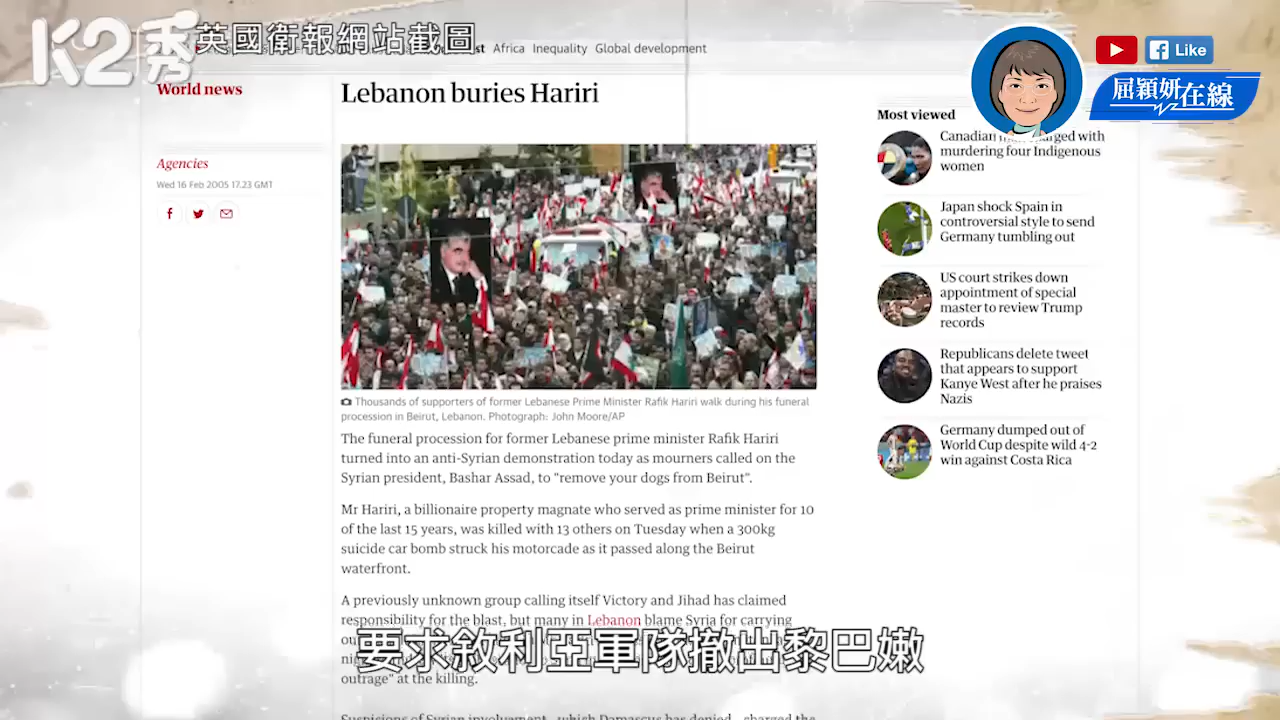 K2秀
英國衛報網站截圖
Africa Inequality Global development
Like
屈穎妍在線
World news
Lebanon buries Hariri
Agencies
Wed 16 Feb 2005 17.23 GMT
Thousands of supporters of former Lebanese Prime Minister Rafik Hariri walk during his funeral
procession in Beirut, Lebanon. Photograph: John Moore/AP
The funeral procession for former Lebanese prime minister Rafik Hariri
turned into an anti-Syrian demonstration today as mourners called on the
Syrian president, Bashar Assad, to "remove your dogs from Beirut".
Mr Hariri, a billionaire property magnate who served as prime minister for 10
of the last 15 years, was killed with 13 others on Tuesday when a 300kg
suicide car bomb struck his motorcade as it passed along the Beirut
waterfront.
A previously unknown group calling itself Victory and Jihad has claimed
responsibility for the blast, but many in Lebanon blame Syria for carrying
outrage" at the killing.
Suspicions of Syrian involvement, which Damascus has denied, charged the
Most viewed
Canadian charged with
murdering four Indigenous
women
Japan shock Spain in
controversial style to send
Germany tumbling out
US court strikes down
appointment of special
master to review Trump
records
Republicans delete tweet
that appears to support
Kanye West after he praises
Nazis
Germany dumped out of
World Cup despite wild 4-2
win against Costa Rica
要求敘利亞軍隊撤出黎巴嫩